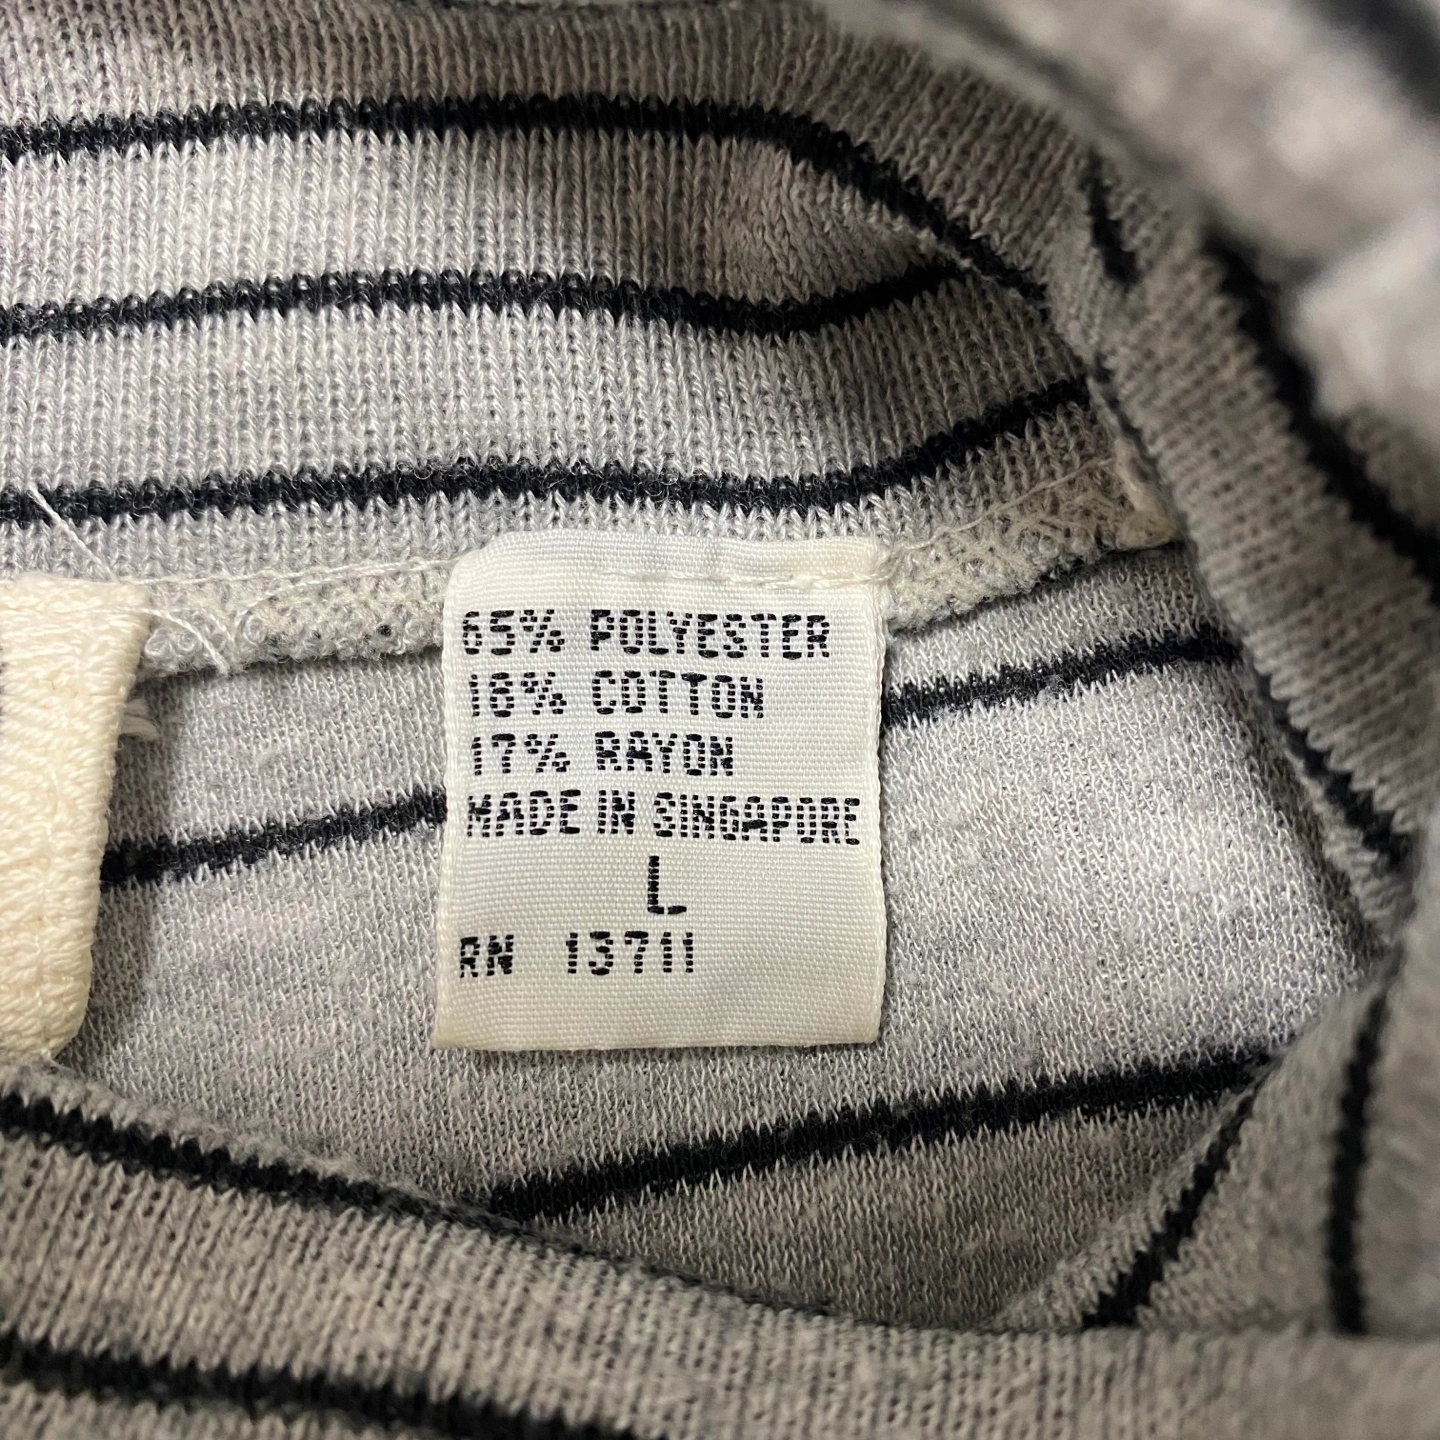 65% POLYESTER
18% COTTON
17% RAYON
MADE IN SINGAPORE
L
RN 13711